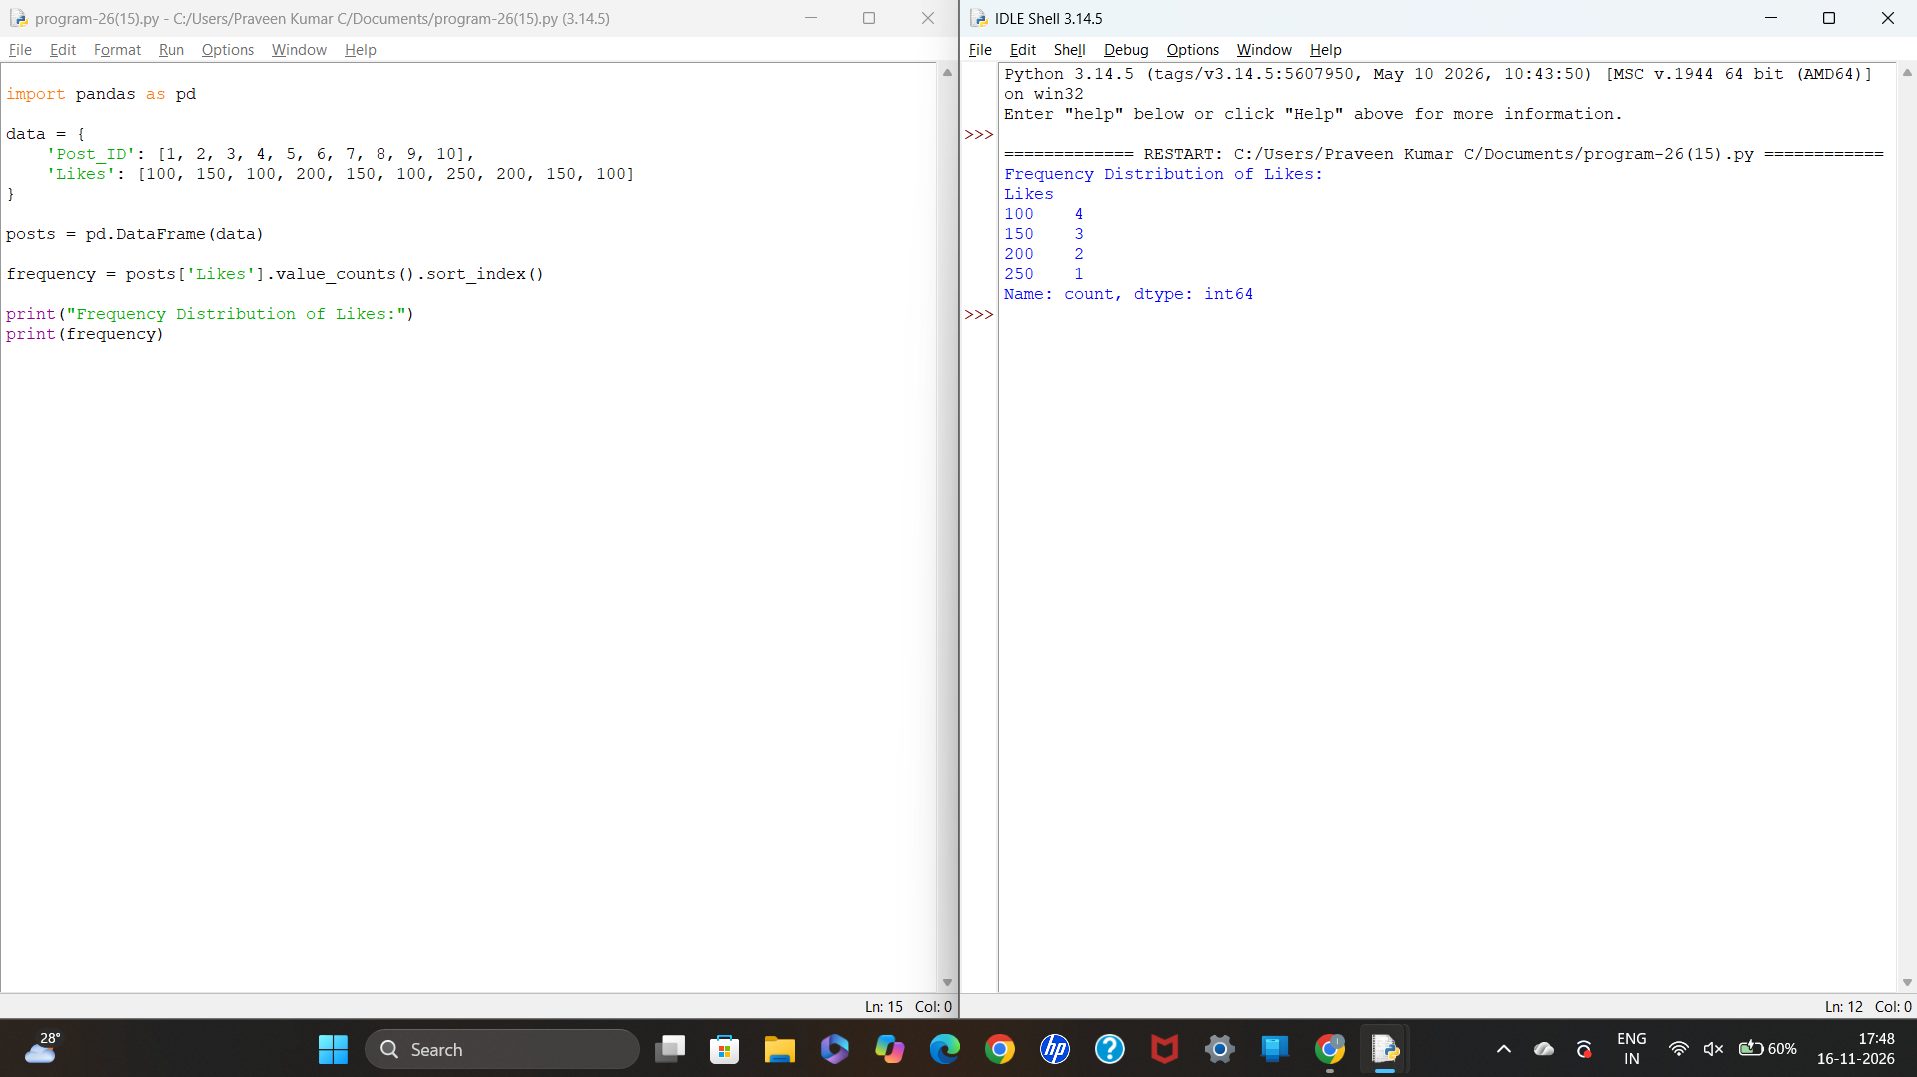 program-26(15).py - C:/Users/Praveen Kumar C/Documents/program-26(15).py (3.14.5)
File Edit Format Run Options Window Help
import pandas as pd
data = {
    'Post_ID': [1, 2, 3, 4, 5, 6, 7, 8, 9, 10],
    'Likes': [100, 150, 100, 200, 150, 100, 250, 200, 150, 100]
}
posts = pd.DataFrame(data)
frequency = posts['Likes'].value_counts().sort_index()
print("Frequency Distribution of Likes:")
print(frequency)
Ln: 15 Col: 0
IDLE Shell 3.14.5
File Edit Shell Debug Options Window Help
Python 3.14.5 (tags/v3.14.5:5607950, May 10 2026, 10:43:50) [MSC v.1944 64 bit (AMD64)]
on win32
Enter "help" below or click "Help" above for more information.
>>>
============= RESTART: C:/Users/Praveen Kumar C/Documents/program-26(15).py ============
Frequency Distribution of Likes:
Likes
100    4
150    3
200    2
250    1
Name: count, dtype: int64
>>>
Ln: 12 Col: 0
28°
Search
hp
ENG
IN
60%
17:48
16-11-2026